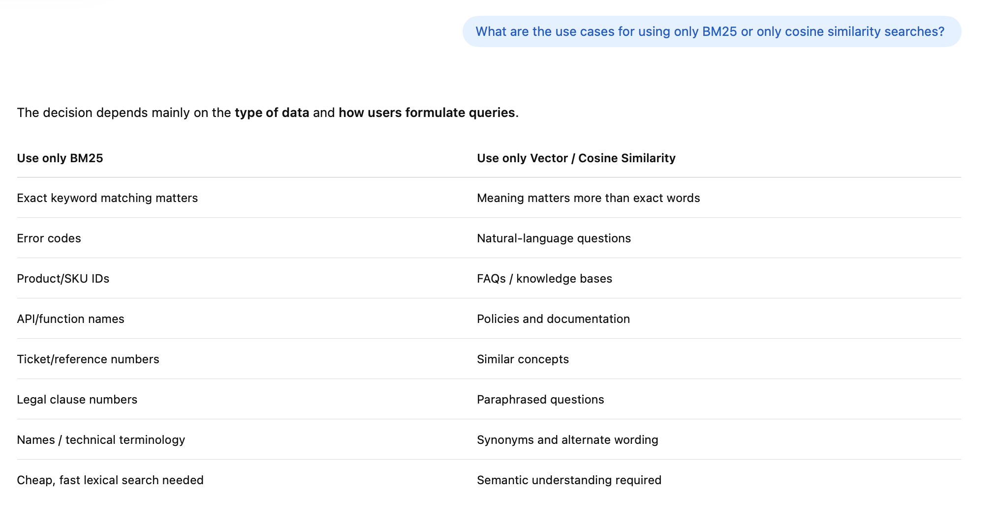 What are the use cases for using only BM25 or only cosine similarity searches?
The decision depends mainly on the type of data and how users formulate queries.
Use only BM25 Use only Vector / Cosine Similarity
Exact keyword matching matters Meaning matters more than exact words
Error codes Natural-language questions
Product/SKU IDs FAQs / knowledge bases
API/function names Policies and documentation
Ticket/reference numbers Similar concepts
Legal clause numbers Paraphrased questions
Names / technical terminology Synonyms and alternate wording
Cheap, fast lexical search needed Semantic understanding required